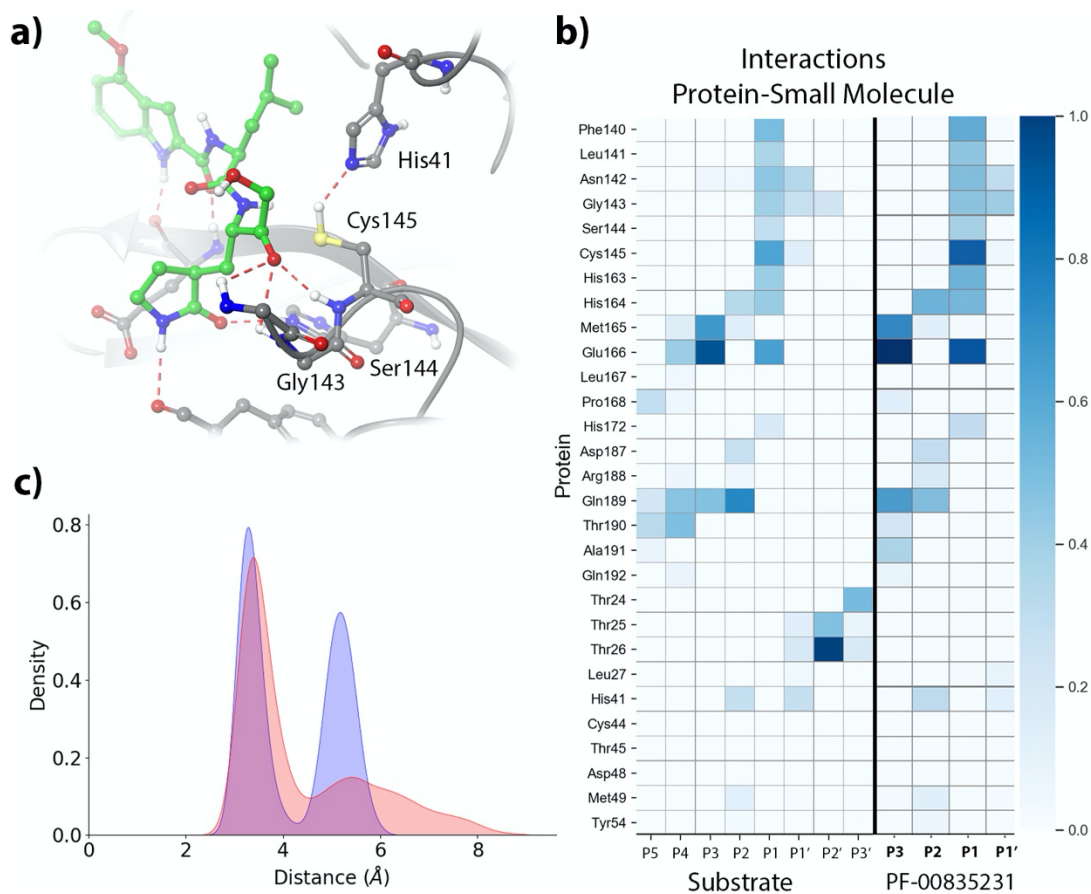 a)
His41
Cys145
Ser144
Gly143
b)
Interactions
Protein-Small Molecule
Protein
Phe140
Leu141
Asn142
Gly143
Ser144
Cys145
His163
His164
Met165
Glu166
Leu167
Pro168
His172
Asp187
Arg188
Gln189
Thr190
Ala191
Gln192
Thr24
Thr25
Thr26
Leu27
His41
Cys44
Thr45
Asp48
Met49
Tyr54
P5 P4 P3 P2 P1 P1' P2' P3' P3 P2 P1 P1'
Substrate PF-00835231
1.0
0.8
0.6
0.4
0.2
0.0
c)
Density
0.8
0.6
0.4
0.2
0.0
0 2 4 6 8
Distance (Å)